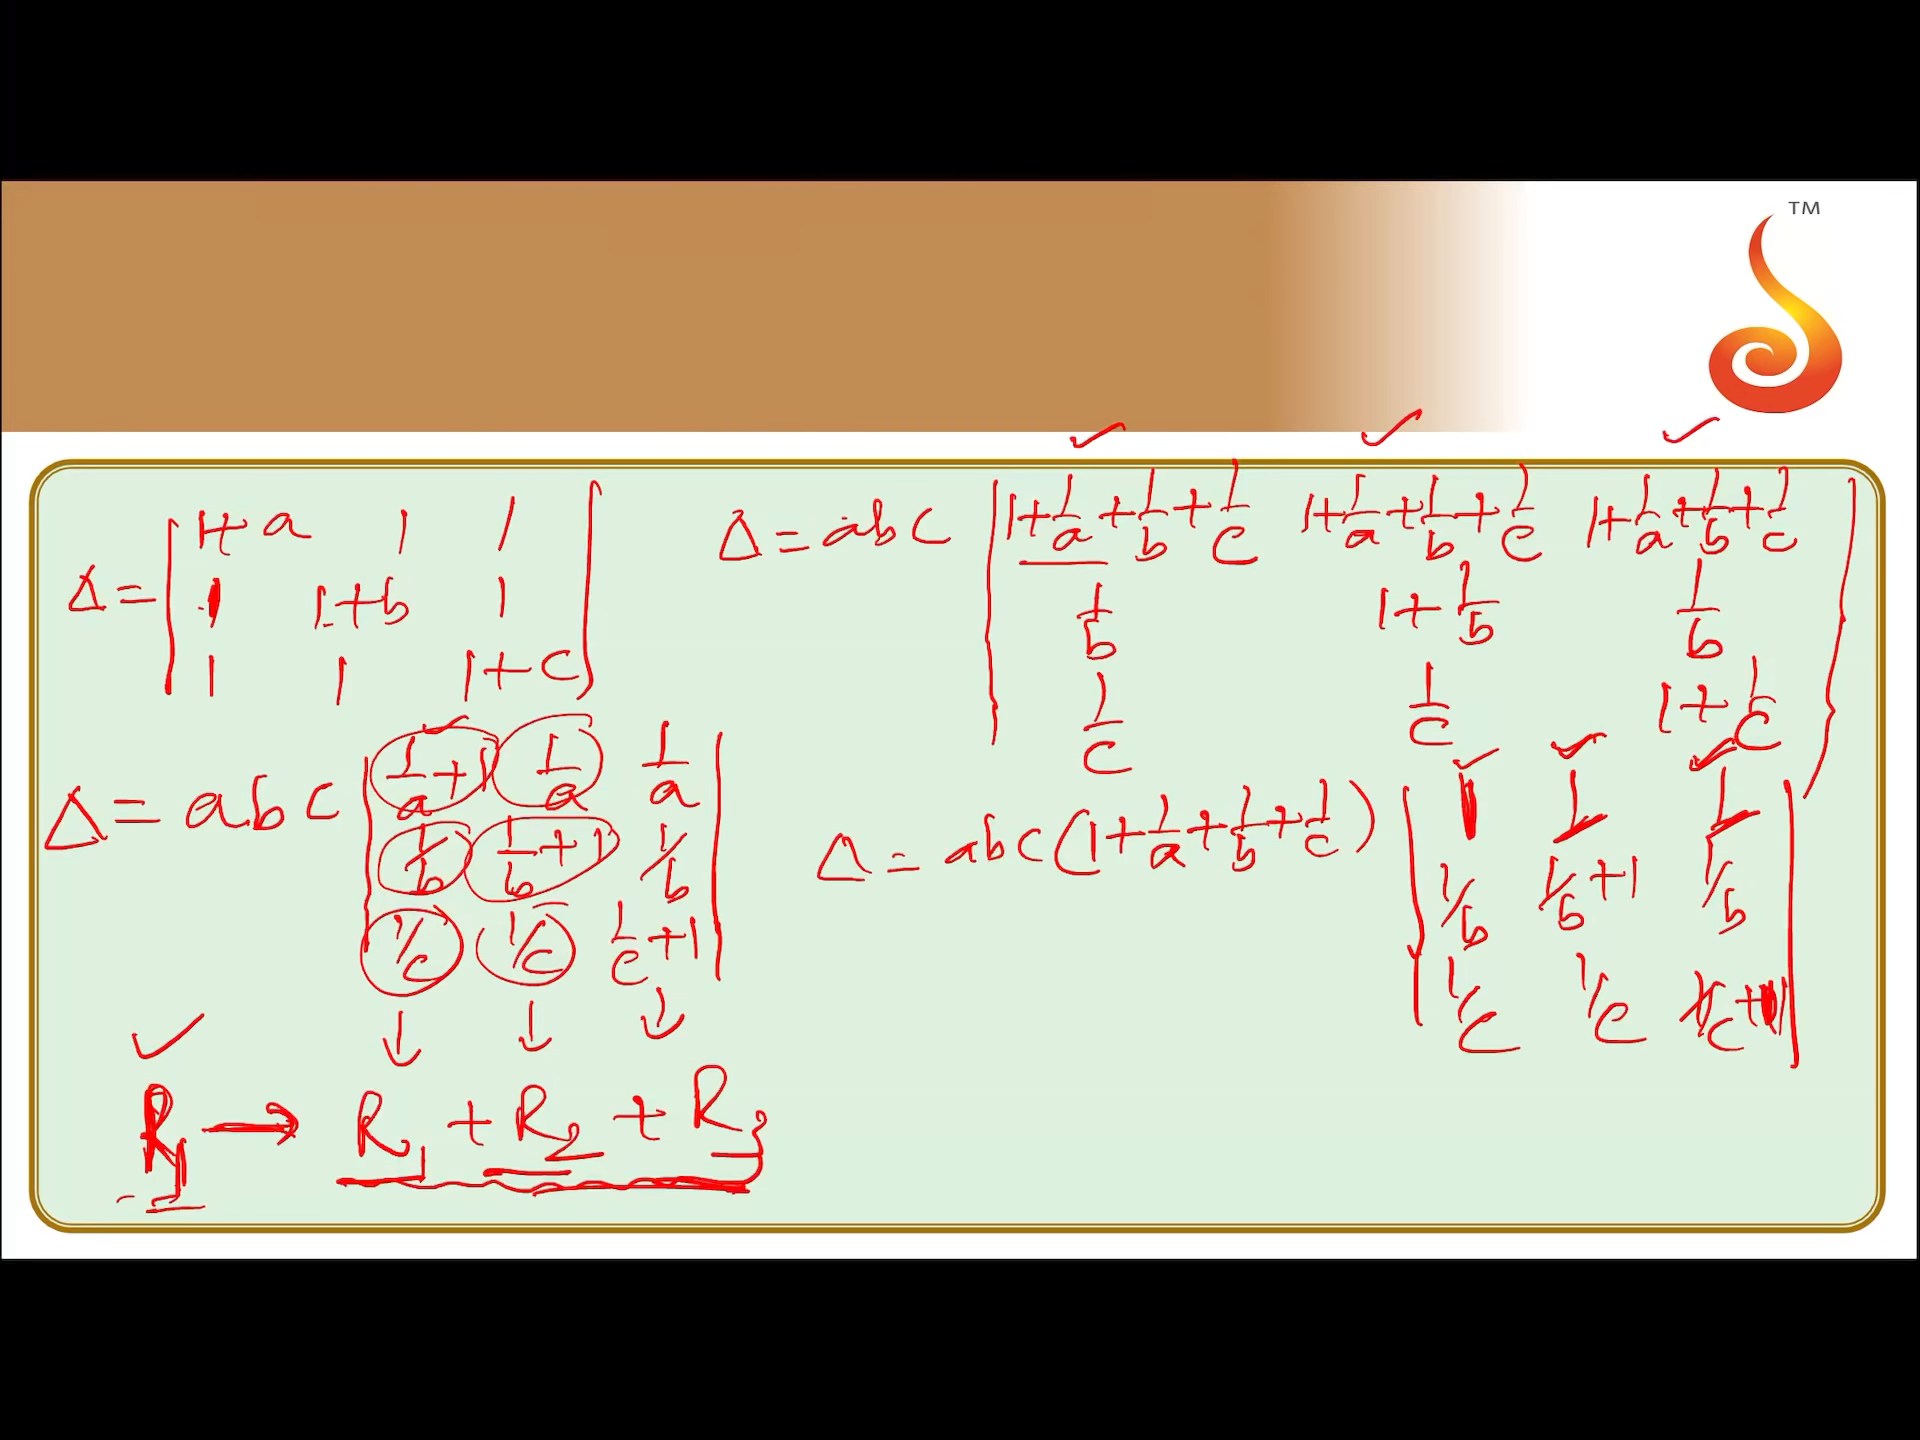 TM
Δ = | 1+a 1 1 |
| 1 1+b 1 |
| 1 1 1+c |
Δ = abc | 1/a+1 1/a 1/a |
| 1/b 1/b+1 1/b |
| 1/c 1/c 1/c+1 |
R1 → R1 + R2 + R3
Δ = abc | 1+1/a+1/b+1/c 1+1/a+1/b+1/c 1+1/a+1/b+1/c |
| 1/b 1+1/b 1/b |
| 1/c 1/c 1+1/c |
Δ = abc(1+1/a+1/b+1/c) | 1 1 1 |
| 1/b 1/b+1 1/b |
| 1/c 1/c 1/c+1 |